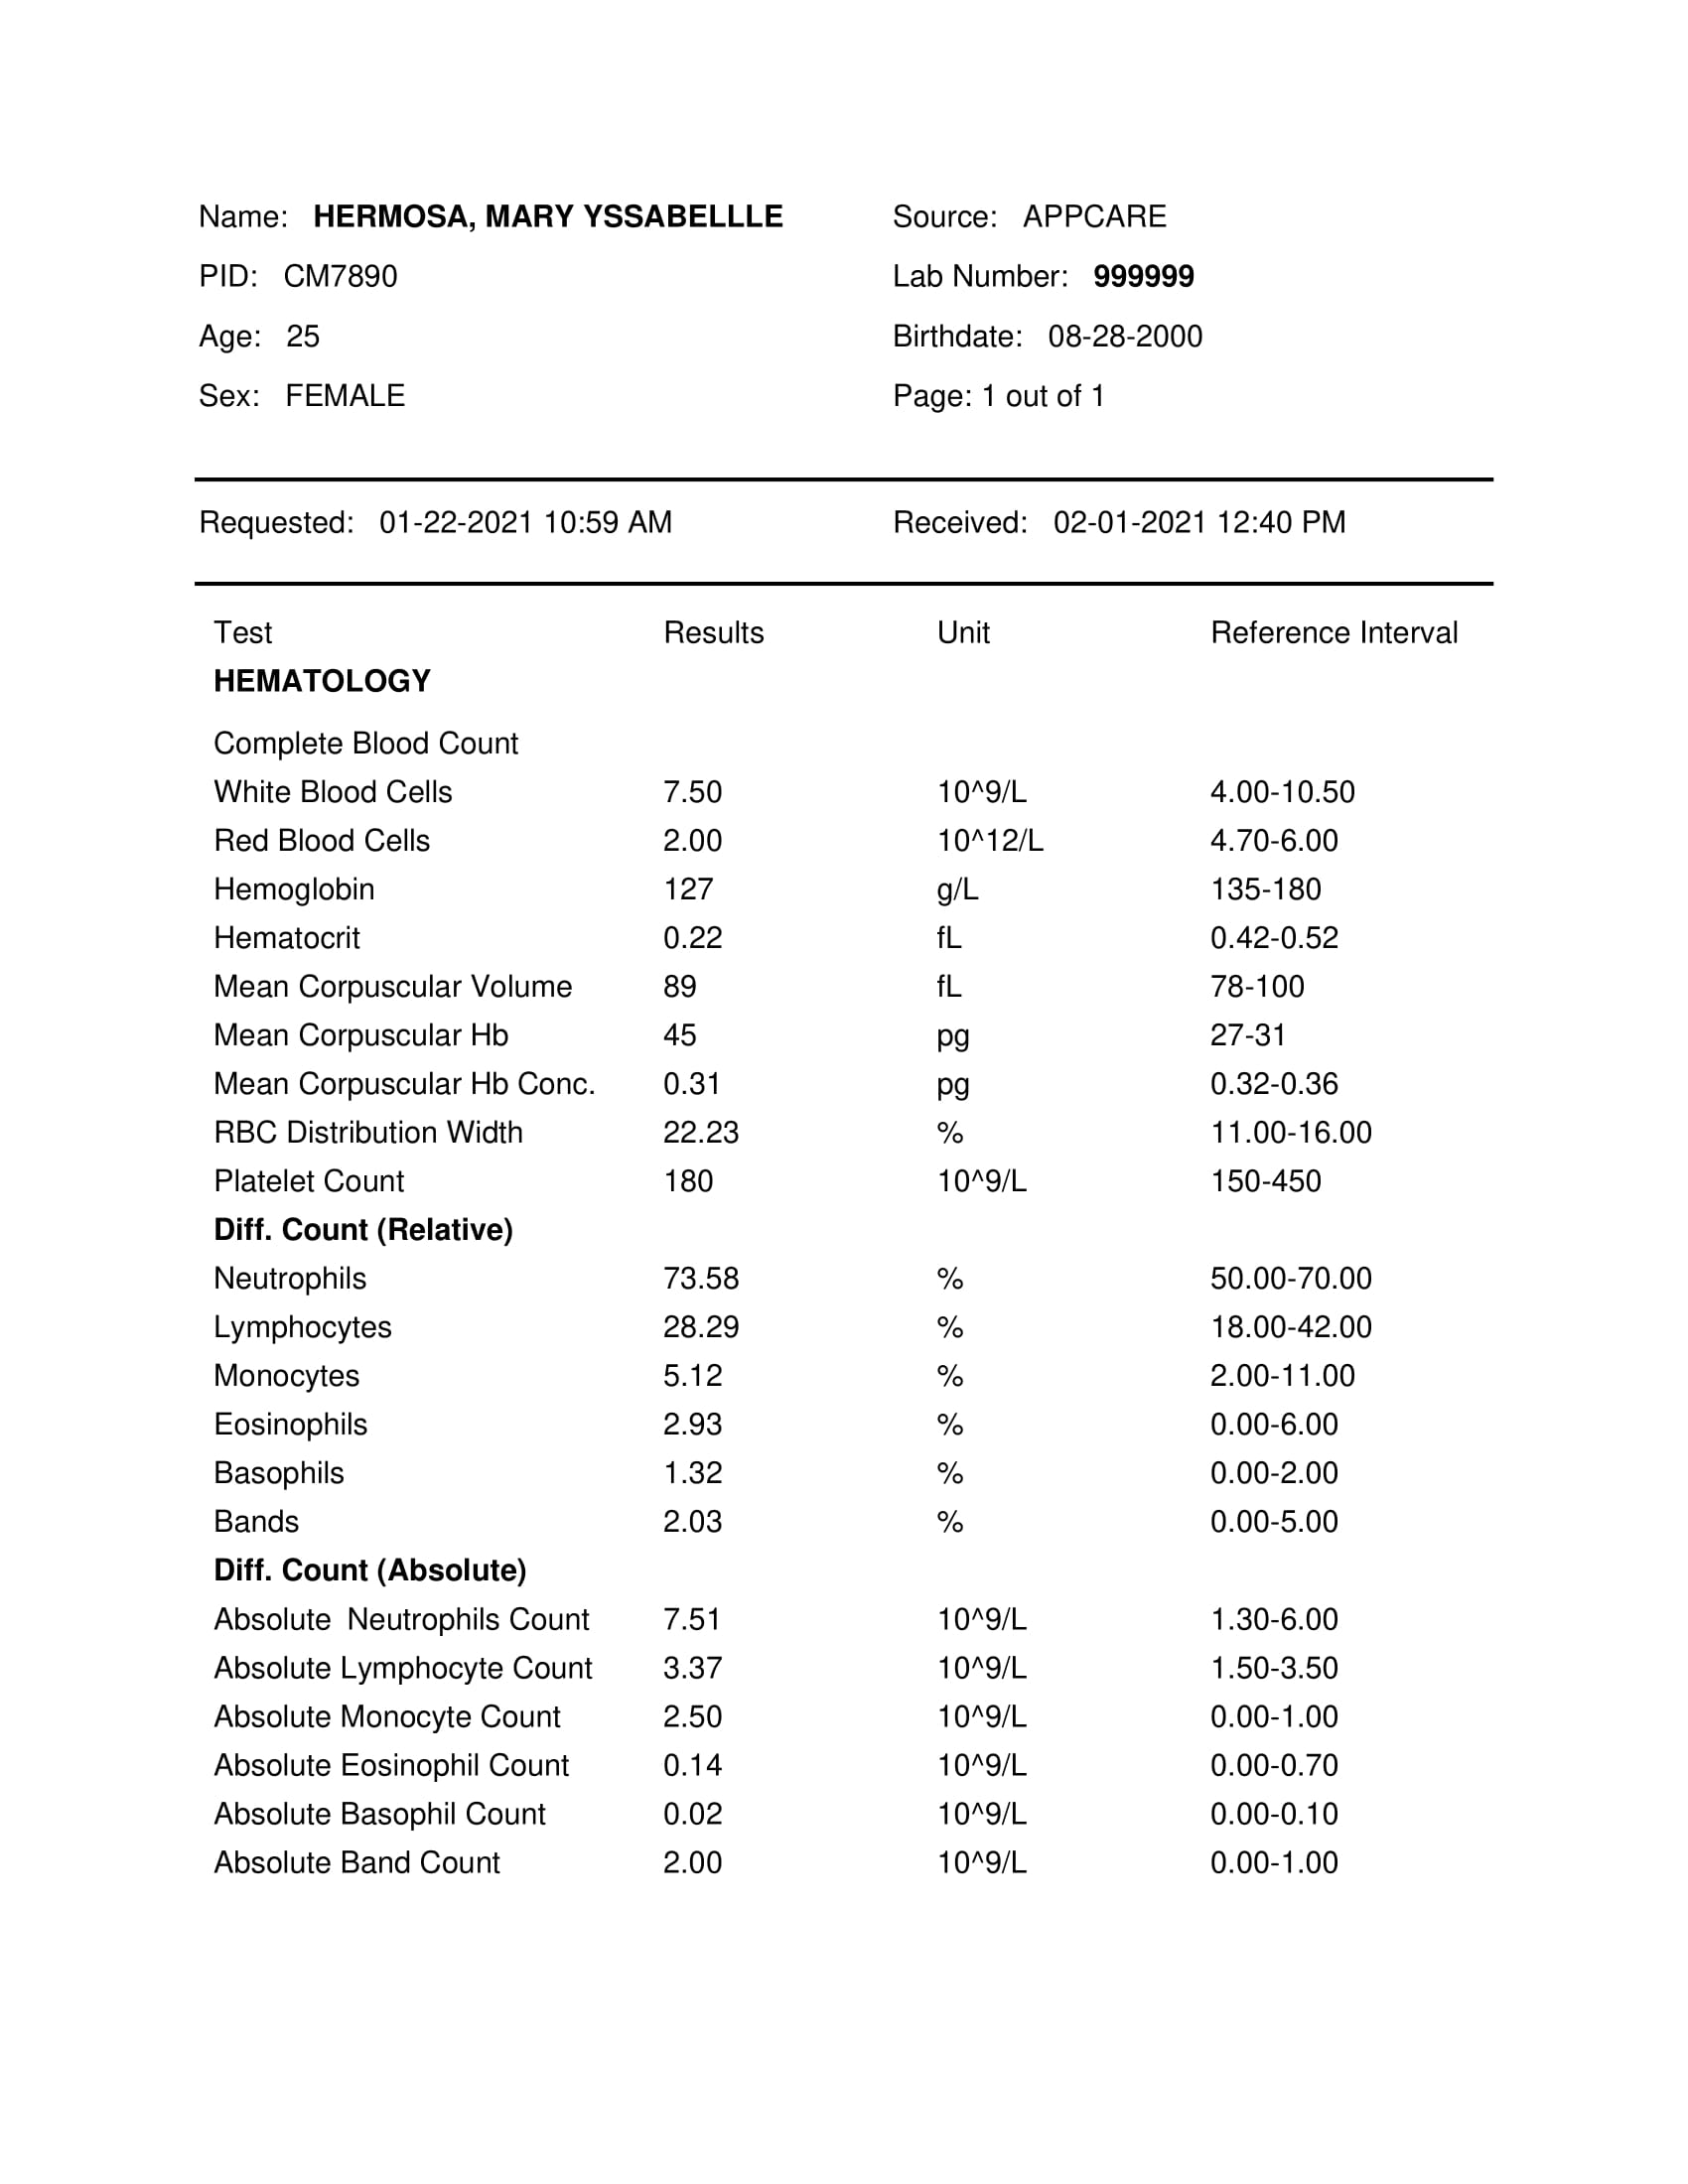 Name: HERMOSA, MARY YSSABELLLE Source: APPCARE
PID: CM7890 Lab Number: 999999
Age: 25 Birthdate: 08-28-2000
Sex: FEMALE Page: 1 out of 1
Requested: 01-22-2021 10:59 AM Received: 02-01-2021 12:40 PM
Test Results Unit Reference Interval
HEMATOLOGY
Complete Blood Count
White Blood Cells 7.50 10^9/L 4.00-10.50
Red Blood Cells 2.00 10^12/L 4.70-6.00
Hemoglobin 127 g/L 135-180
Hematocrit 0.22 fL 0.42-0.52
Mean Corpuscular Volume 89 fL 78-100
Mean Corpuscular Hb 45 pg 27-31
Mean Corpuscular Hb Conc. 0.31 pg 0.32-0.36
RBC Distribution Width 22.23 % 11.00-16.00
Platelet Count 180 10^9/L 150-450
Diff. Count (Relative)
Neutrophils 73.58 % 50.00-70.00
Lymphocytes 28.29 % 18.00-42.00
Monocytes 5.12 % 2.00-11.00
Eosinophils 2.93 % 0.00-6.00
Basophils 1.32 % 0.00-2.00
Bands 2.03 % 0.00-5.00
Diff. Count (Absolute)
Absolute Neutrophils Count 7.51 10^9/L 1.30-6.00
Absolute Lymphocyte Count 3.37 10^9/L 1.50-3.50
Absolute Monocyte Count 2.50 10^9/L 0.00-1.00
Absolute Eosinophil Count 0.14 10^9/L 0.00-0.70
Absolute Basophil Count 0.02 10^9/L 0.00-0.10
Absolute Band Count 2.00 10^9/L 0.00-1.00